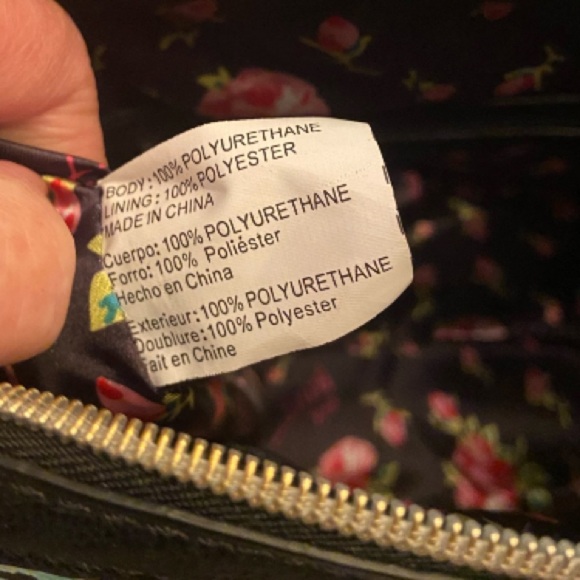 BODY:100% POLYURETHANE
LINING: 100% POLYESTER
MADE IN CHINA
Cuerpo: 100% POLYURETHANE
Forro: 100% Poliéster
Hecho en China
Exterieur:100% POLYURETHANE
Doublure:100% Polyester
Fait en Chine